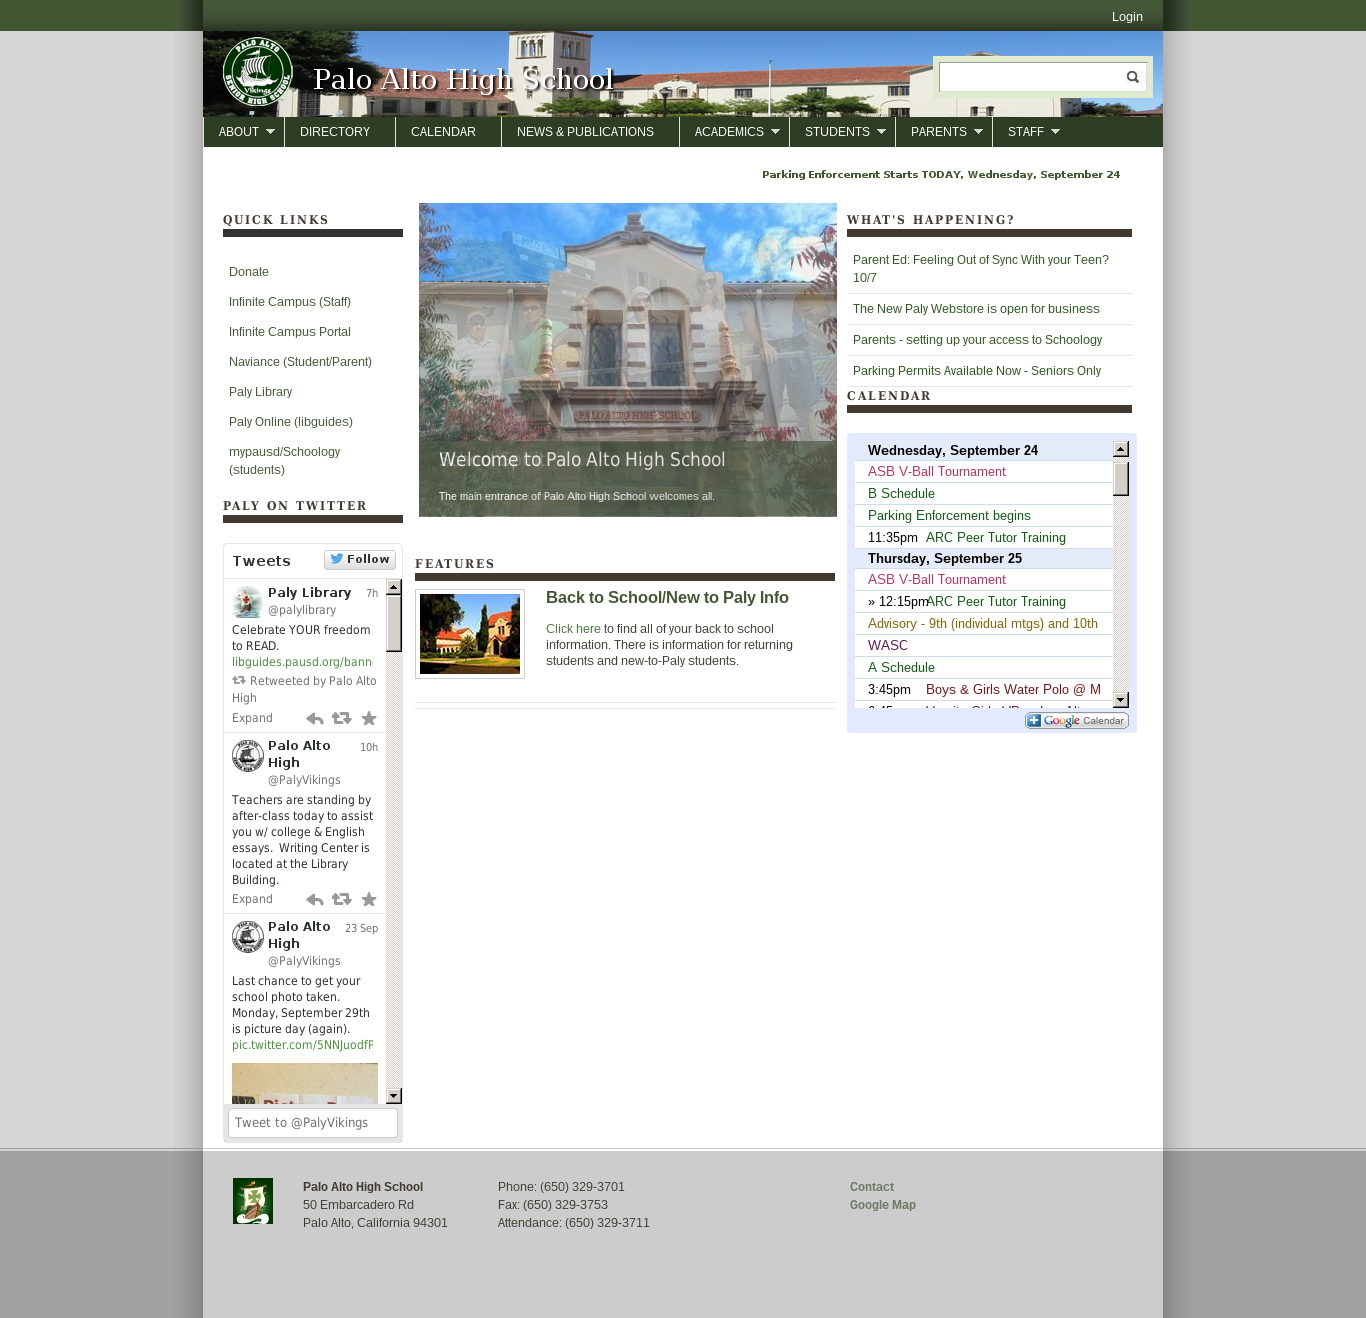 Login
PALO ALTO
Vikings
SENIOR HIGH SCHOOL
Palo Alto High School
ABOUT DIRECTORY CALENDAR NEWS & PUBLICATIONS ACADEMICS STUDENTS PARENTS STAFF
Parking Enforcement Starts TODAY, Wednesday, September 24
QUICK LINKS
Donate
Infinite Campus (Staff)
Infinite Campus Portal
Naviance (Student/Parent)
Paly Library
Paly Online (libguides)
mypausd/Schoology
(students)
PALY ON TWITTER
Tweets
Follow
Paly Library 7h
@palylibrary
Celebrate YOUR freedom
to READ.
libguides.pausd.org/bann
Retweeted by Palo Alto
High
Expand
Palo Alto 10h
High
@PalyVikings
Teachers are standing by
after-class today to assist
you w/ college & English
essays. Writing Center is
located at the Library
Building.
Expand
Palo Alto 23 Sep
High
@PalyVikings
Last chance to get your
school photo taken.
Monday, September 29th
is picture day (again).
pic.twitter.com/5NNJuodfF
Tweet to @PalyVikings
PALO ALTO HIGH SCHOOL
Welcome to Palo Alto High School
The main entrance of Palo Alto High School welcomes all.
FEATURES
Back to School/New to Paly Info
Click here to find all of your back to school
information. There is information for returning
students and new-to-Paly students.
WHAT'S HAPPENING?
Parent Ed: Feeling Out of Sync With your Teen?
10/7
The New Paly Webstore is open for business
Parents - setting up your access to Schoology
Parking Permits Available Now - Seniors Only
CALENDAR
Wednesday, September 24
ASB V-Ball Tournament
B Schedule
Parking Enforcement begins
11:35pm ARC Peer Tutor Training
Thursday, September 25
ASB V-Ball Tournament
» 12:15pm ARC Peer Tutor Training
Advisory - 9th (individual mtgs) and 10th
WASC
A Schedule
3:45pm Boys & Girls Water Polo @ M
Google Calendar
Palo Alto High School
50 Embarcadero Rd
Palo Alto, California 94301
Phone: (650) 329-3701
Fax: (650) 329-3753
Attendance: (650) 329-3711
Contact
Google Map